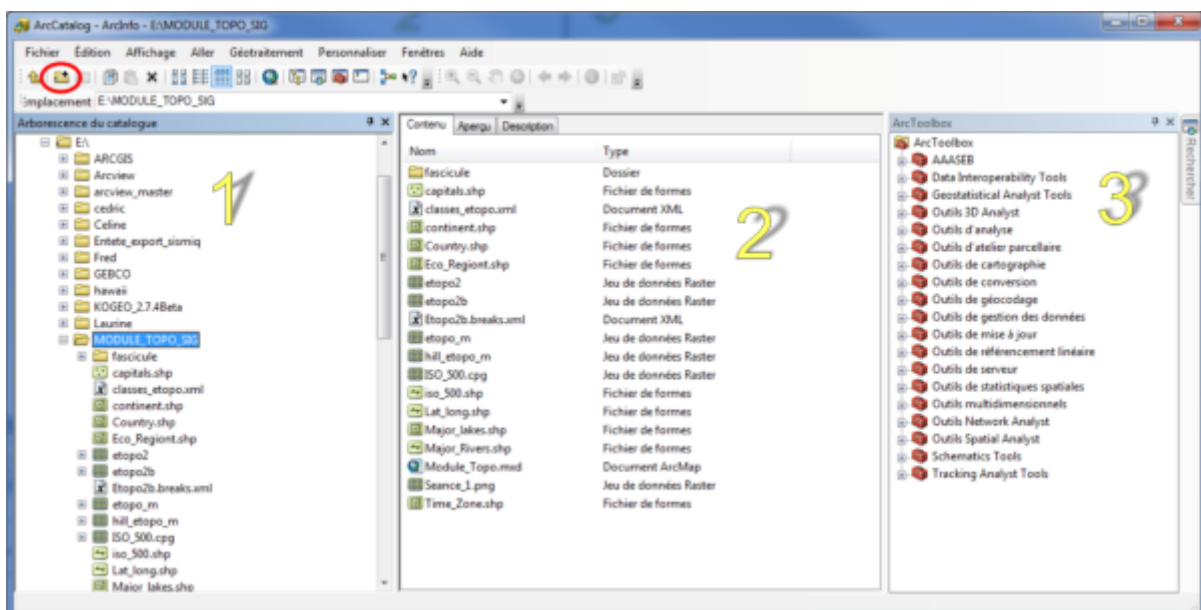 ArcCatalog - ArcInfo - E:\MODULE_TOPO_SIG
Fichier Édition Affichage Aller Géotraitement Personnaliser Fenêtres Aide
Emplacement E:\MODULE_TOPO_SIG
Arborescence du catalogue
E:\
ARCGIS
Arcview
arcview_master
cedric
Celine
Entete_export_sismiq
Fred
GEBCO
hawaii
KOGEO_2.7.4Beta
Laurine
MODULE_TOPO_SIG
fascicule
capitals.shp
classes_etopo.xml
continent.shp
Country.shp
Eco_Regiont.shp
etopo2
etopo2b
Etopo2b.breaks.xml
etopo_m
hill_etopo_m
ISO_500.cpg
iso_500.shp
Lat_long.shp
Major_lakes.shp
1
Contenu Aperçu Description
Nom Type
fascicule Dossier
capitals.shp Fichier de formes
classes_etopo.xml Document XML
continent.shp Fichier de formes
Country.shp Fichier de formes
Eco_Regiont.shp Fichier de formes
etopo2 Jeu de données Raster
etopo2b Jeu de données Raster
Etopo2b.breaks.xml Document XML
etopo_m Jeu de données Raster
hill_etopo_m Jeu de données Raster
ISO_500.cpg Jeu de données Raster
iso_500.shp Fichier de formes
Lat_long.shp Fichier de formes
Major_lakes.shp Fichier de formes
Major_Rivers.shp Fichier de formes
Module_Topo.mxd Document ArcMap
Seance_1.png Jeu de données Raster
Time_Zone.shp Fichier de formes
2
ArcToolbox
ArcToolbox
AAASEB
Data Interoperability Tools
Geostatistical Analyst Tools
Outils 3D Analyst
Outils d'analyse
Outils d'atelier parcellaire
Outils de cartographie
Outils de conversion
Outils de géocodage
Outils de gestion des données
Outils de mise à jour
Outils de référencement linéaire
Outils de serveur
Outils de statistiques spatiales
Outils multidimensionnels
Outils Network Analyst
Outils Spatial Analyst
Schematics Tools
Tracking Analyst Tools
3
Rechercher